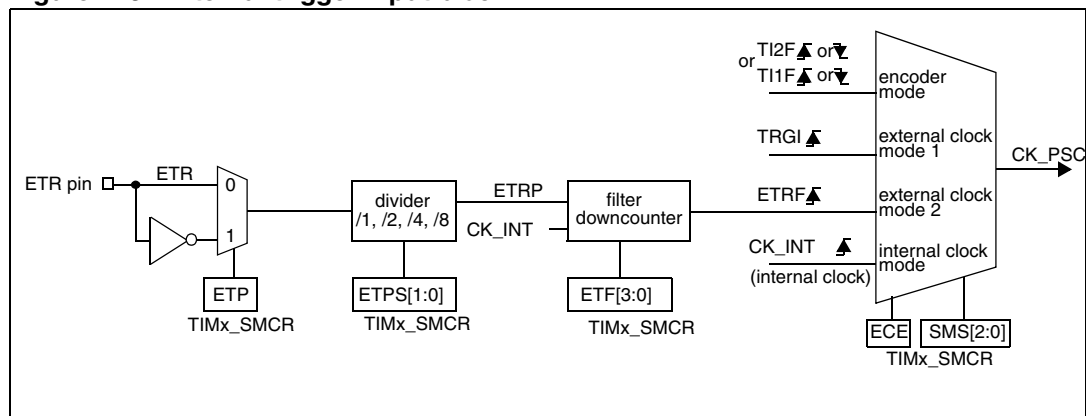 TI2F or
or
TI1F or
encoder
mode
TRGI
external clock
mode 1
CK_PSC
ETR pin
ETR
0
1
divider
/1, /2, /4, /8
ETRP
CK_INT
filter
downcounter
ETRF
external clock
mode 2
CK_INT
(internal clock)
internal clock
mode
ETP
TIMx_SMCR
ETPS[1:0]
TIMx_SMCR
ETF[3:0]
TIMx_SMCR
ECE
SMS[2:0]
TIMx_SMCR